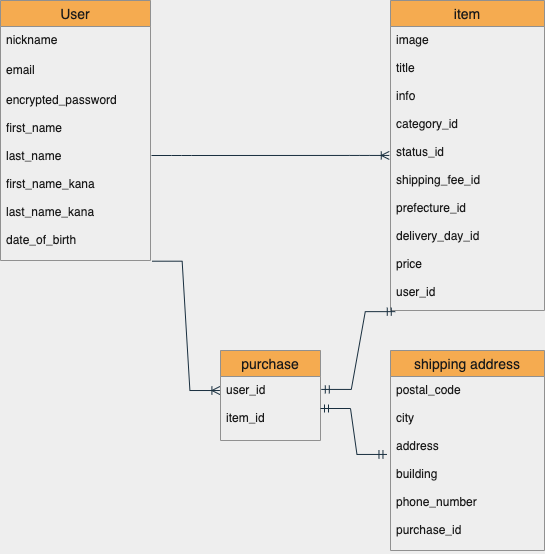 User
nickname
email
encrypted_password
first_name
last_name
first_name_kana
last_name_kana
date_of_birth
item
image
title
info
category_id
status_id
shipping_fee_id
prefecture_id
delivery_day_id
price
user_id
purchase
user_id
item_id
shipping address
postal_code
city
address
building
phone_number
purchase_id